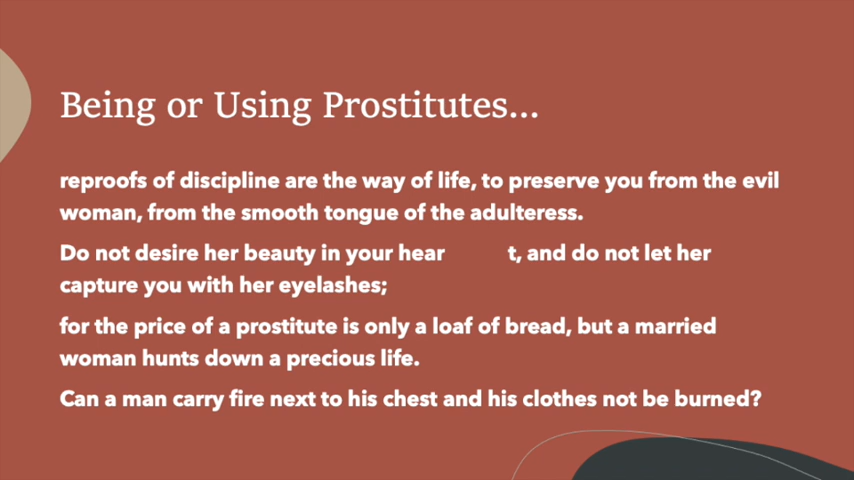 Being or Using Prostitutes...
reproofs of discipline are the way of life, to preserve you from the evil
woman, from the smooth tongue of the adulteress.
Do not desire her beauty in your hear t, and do not let her
capture you with her eyelashes;
for the price of a prostitute is only a loaf of bread, but a married
woman hunts down a precious life.
Can a man carry fire next to his chest and his clothes not be burned?